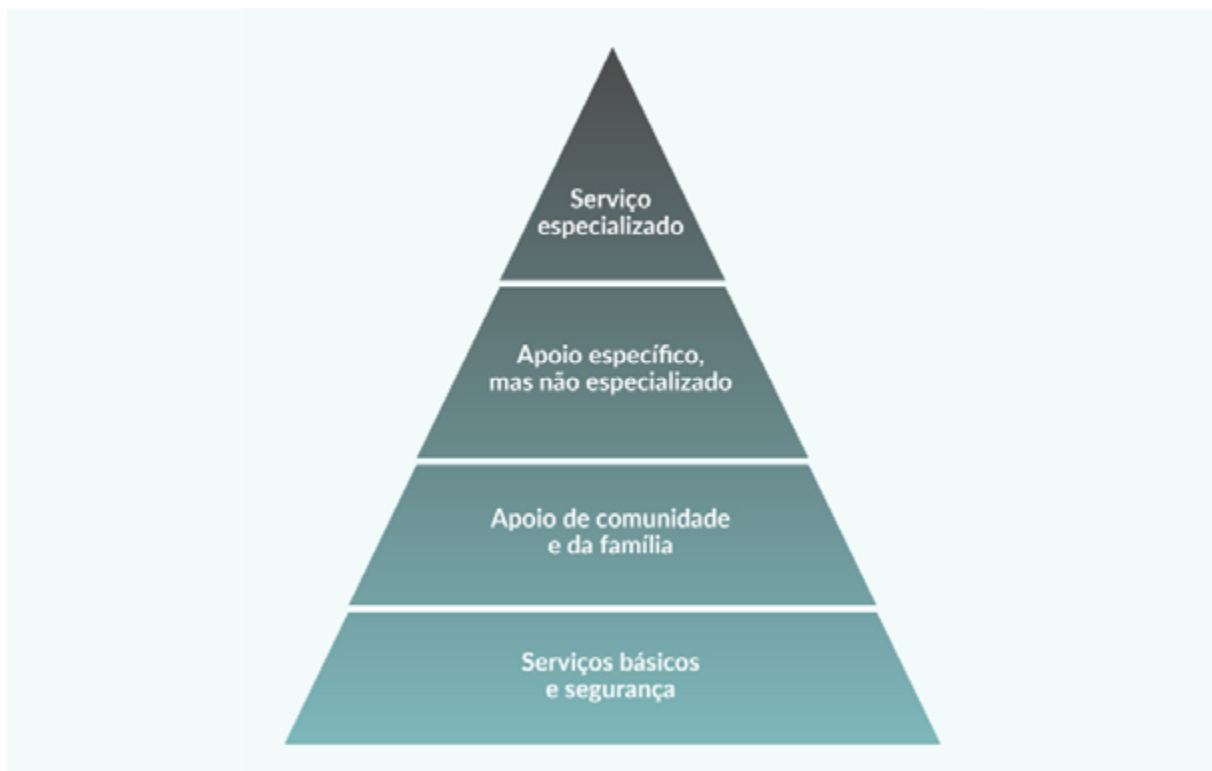 Serviço
especializado
Apoio específico,
mas não especializado
Apoio de comunidade
e da família
Serviços básicos
e segurança